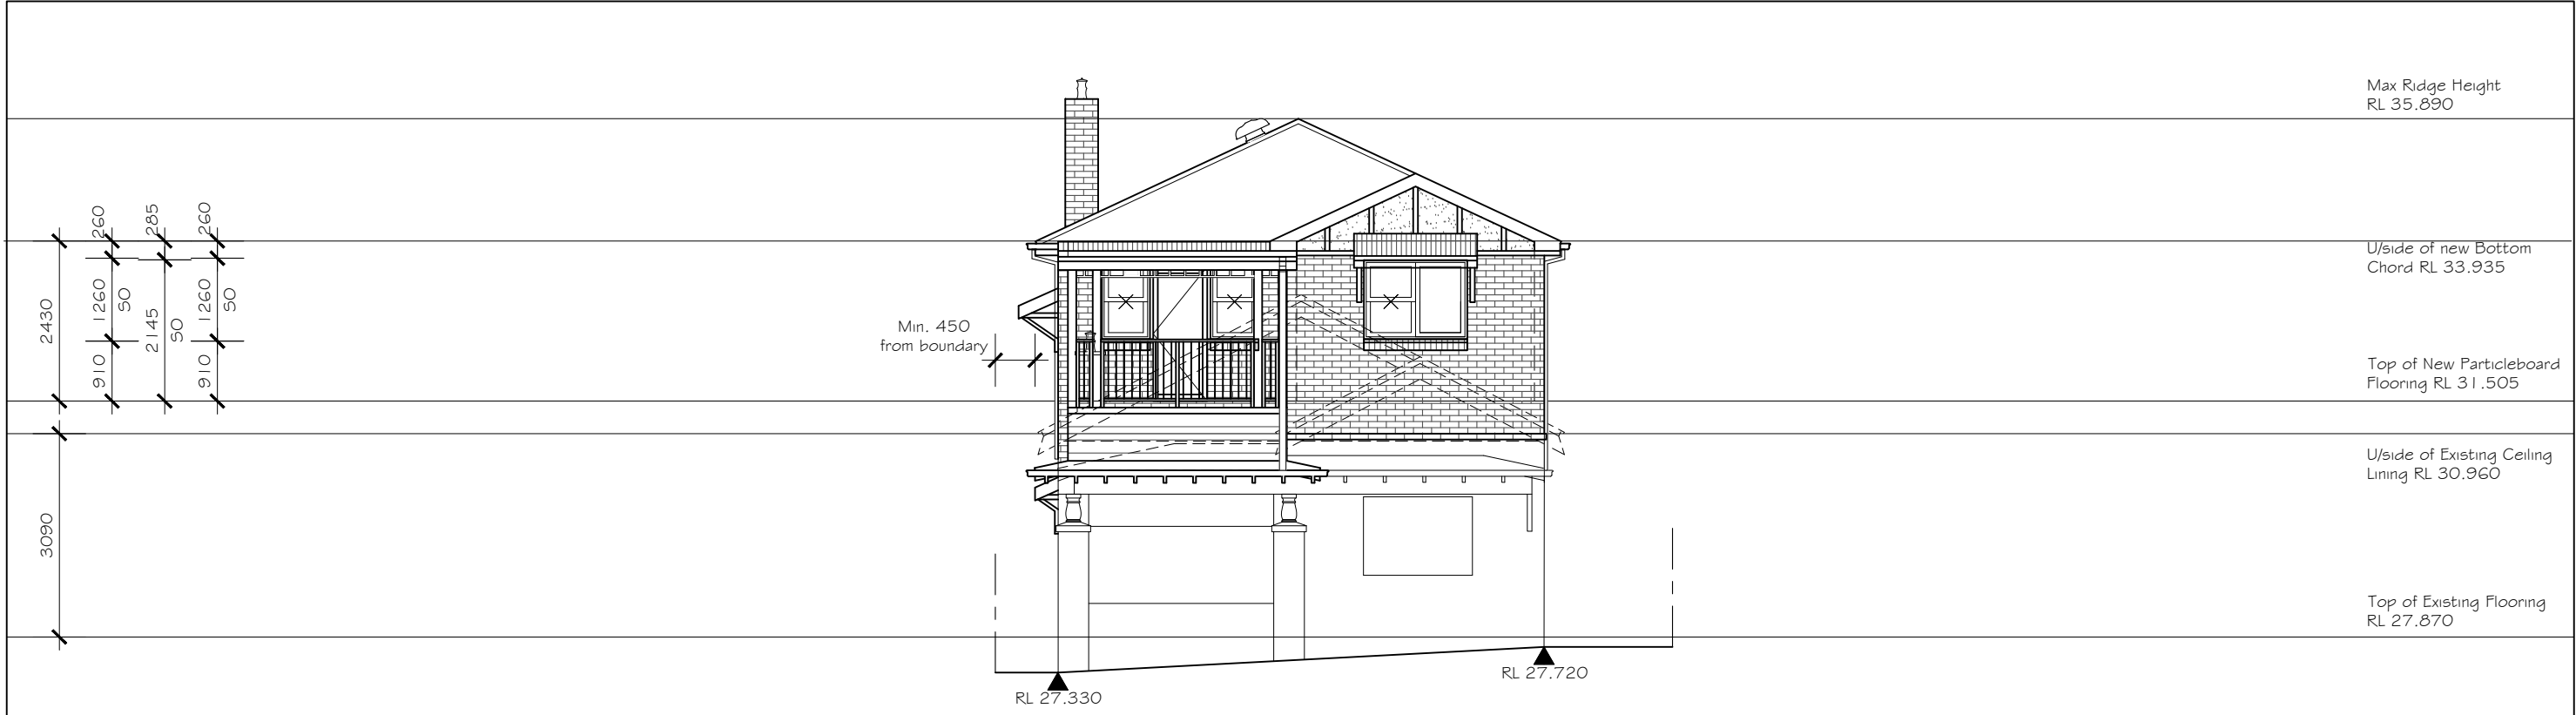 Max Ridge Height
RL 35.890
260
285
260
U/side of new Bottom
Chord RL 33.935
2430
1260
50
2145
50
1260
50
Min. 450
from boundary
910
910
Top of New Particleboard
Flooring RL 31.505
U/side of Existing Ceiling
Lining RL 30.960
3090
Top of Existing Flooring
RL 27.870
RL 27.720
RL 27.330